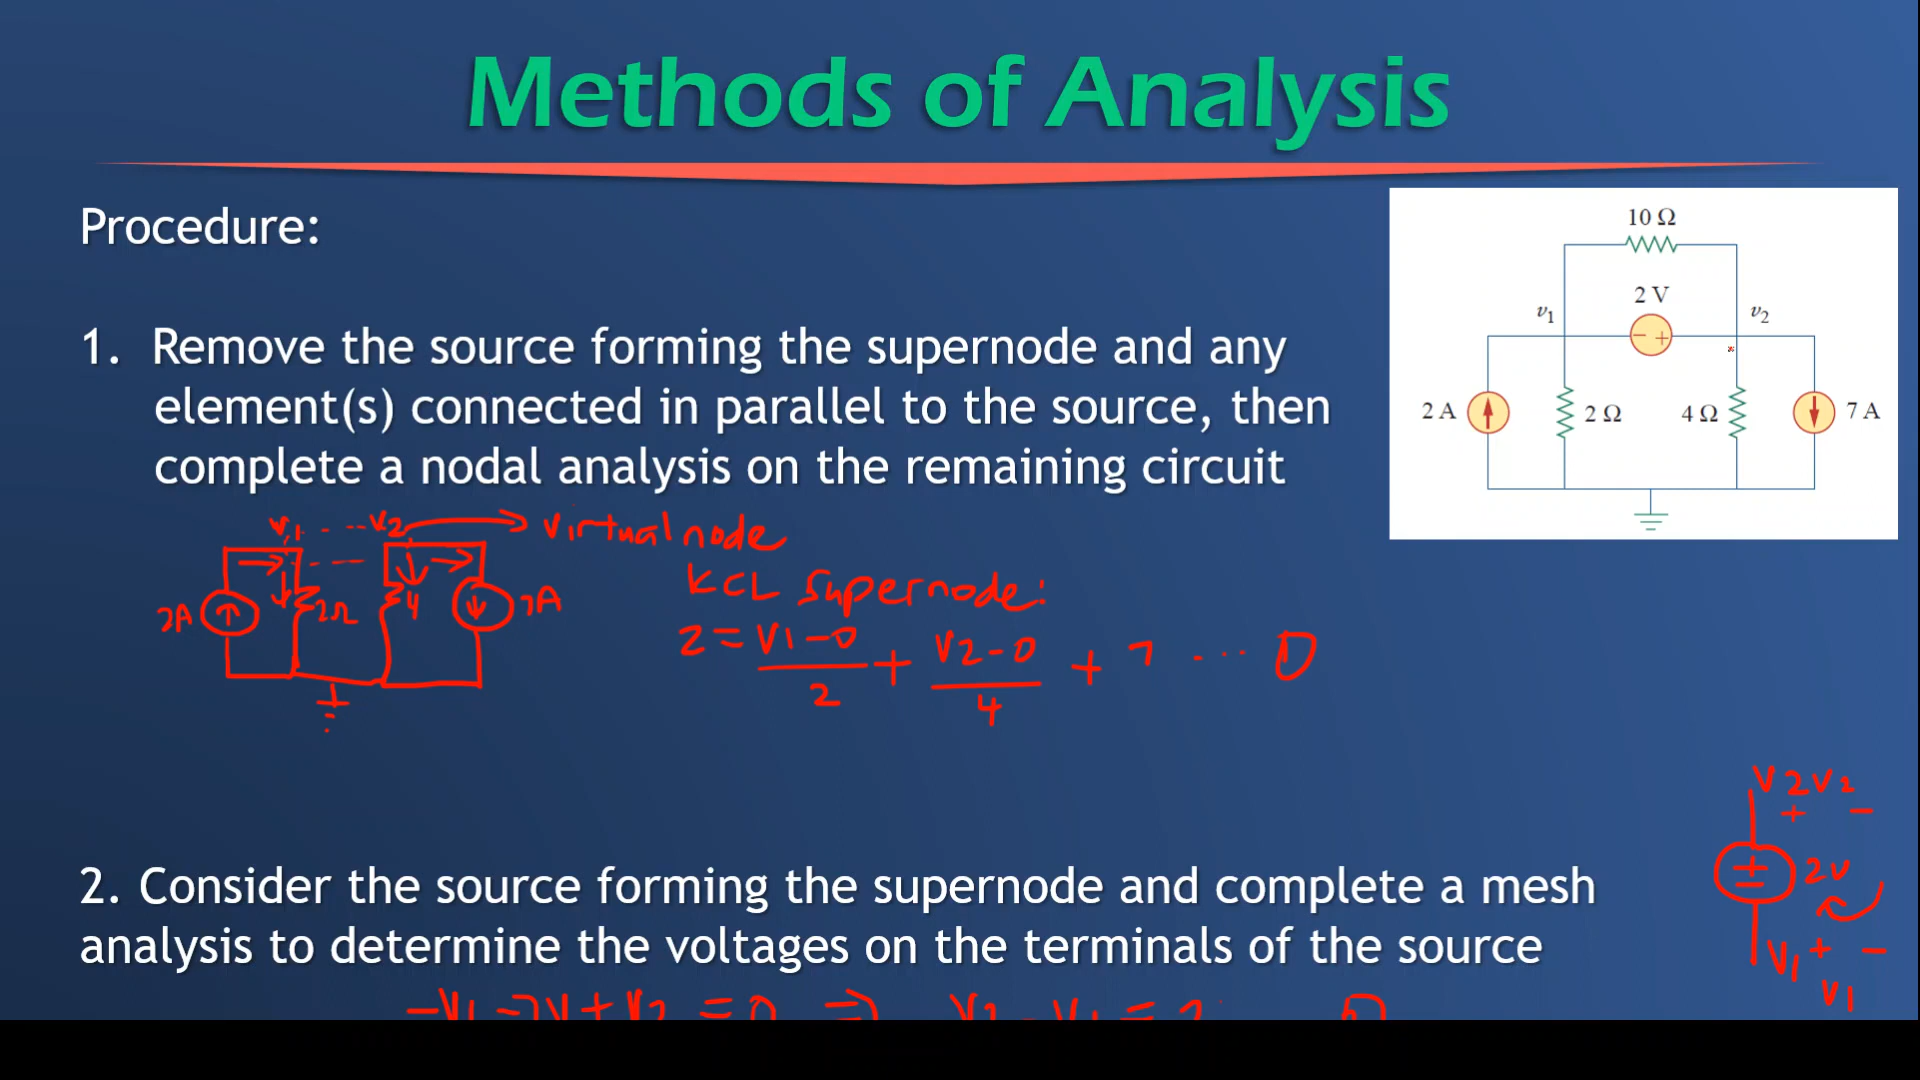 Methods of Analysis
Procedure:
10 Ω
2 V
v1
v2
− +
2 A
2 Ω
4 Ω
7 A
1. Remove the source forming the supernode and any
element(s) connected in parallel to the source, then
complete a nodal analysis on the remaining circuit
V1 ... V2 → Virtual node
2A
2Ω
4
7A
KCL Supernode:
2 = V1-0/2 + V2-0/4 + 7 ... ①
2. Consider the source forming the supernode and complete a mesh
analysis to determine the voltages on the terminals of the source
V2 V2
+ −
+
−
2V
V1 + −
V1
-V1 -2V + V2 = 0 ⇒ V2 - V1 = 2